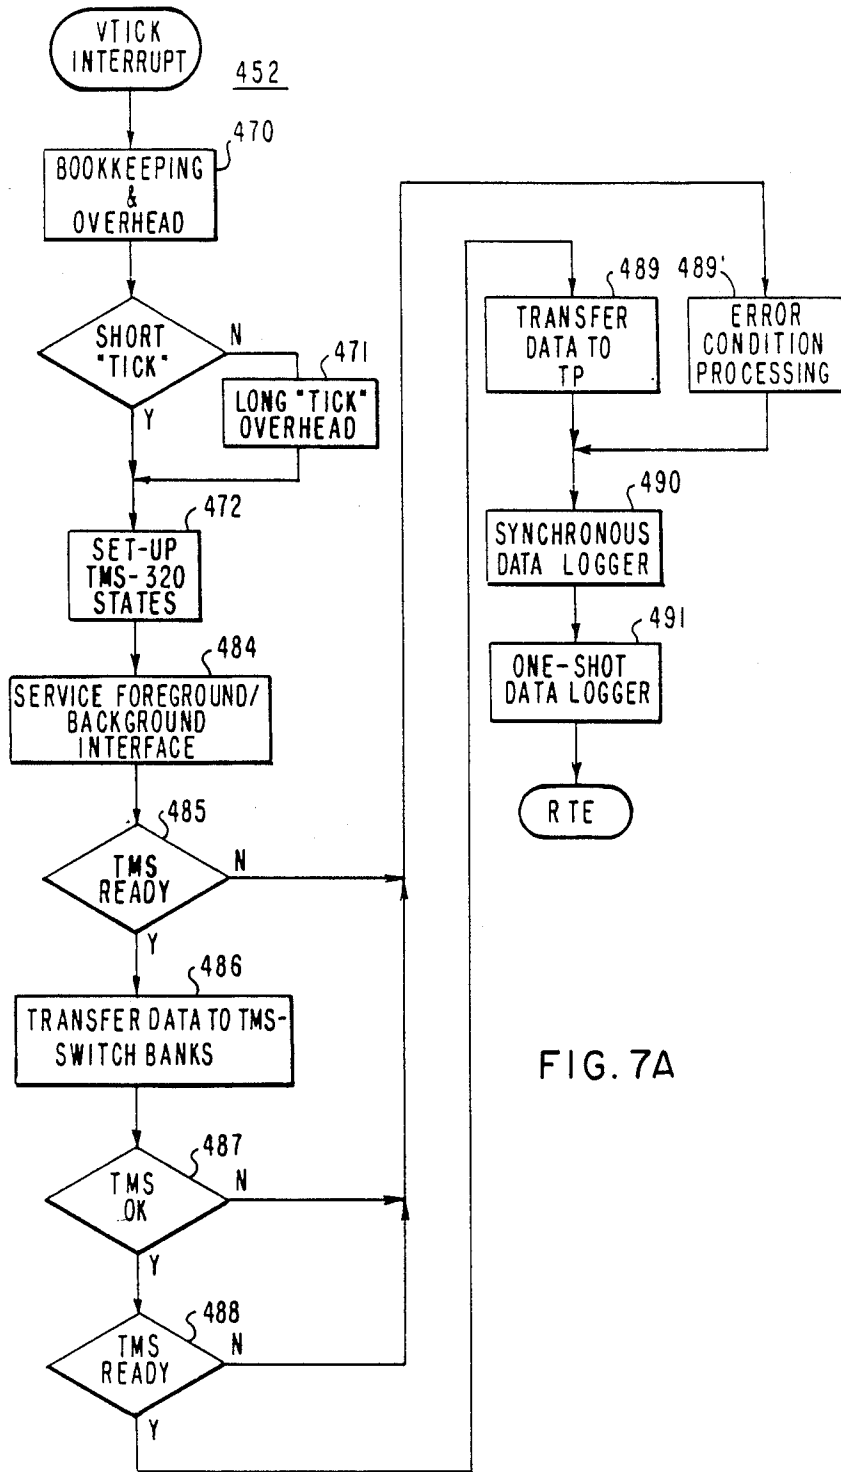 VTICK
INTERRUPT
452
470
BOOKKEEPING
&
OVERHEAD
SHORT
"TICK"
N
Y
471
LONG "TICK"
OVERHEAD
472
SET-UP
TMS-320
STATES
484
SERVICE FOREGROUND/
BACKGROUND
INTERFACE
485
TMS
READY
N
Y
486
TRANSFER DATA TO TMS-
SWITCH BANKS
487
TMS
OK
N
Y
488
TMS
READY
N
Y
489
TRANSFER
DATA TO
TP
489'
ERROR
CONDITION
PROCESSING
490
SYNCHRONOUS
DATA LOGGER
491
ONE-SHOT
DATA LOGGER
RTE
FIG. 7A